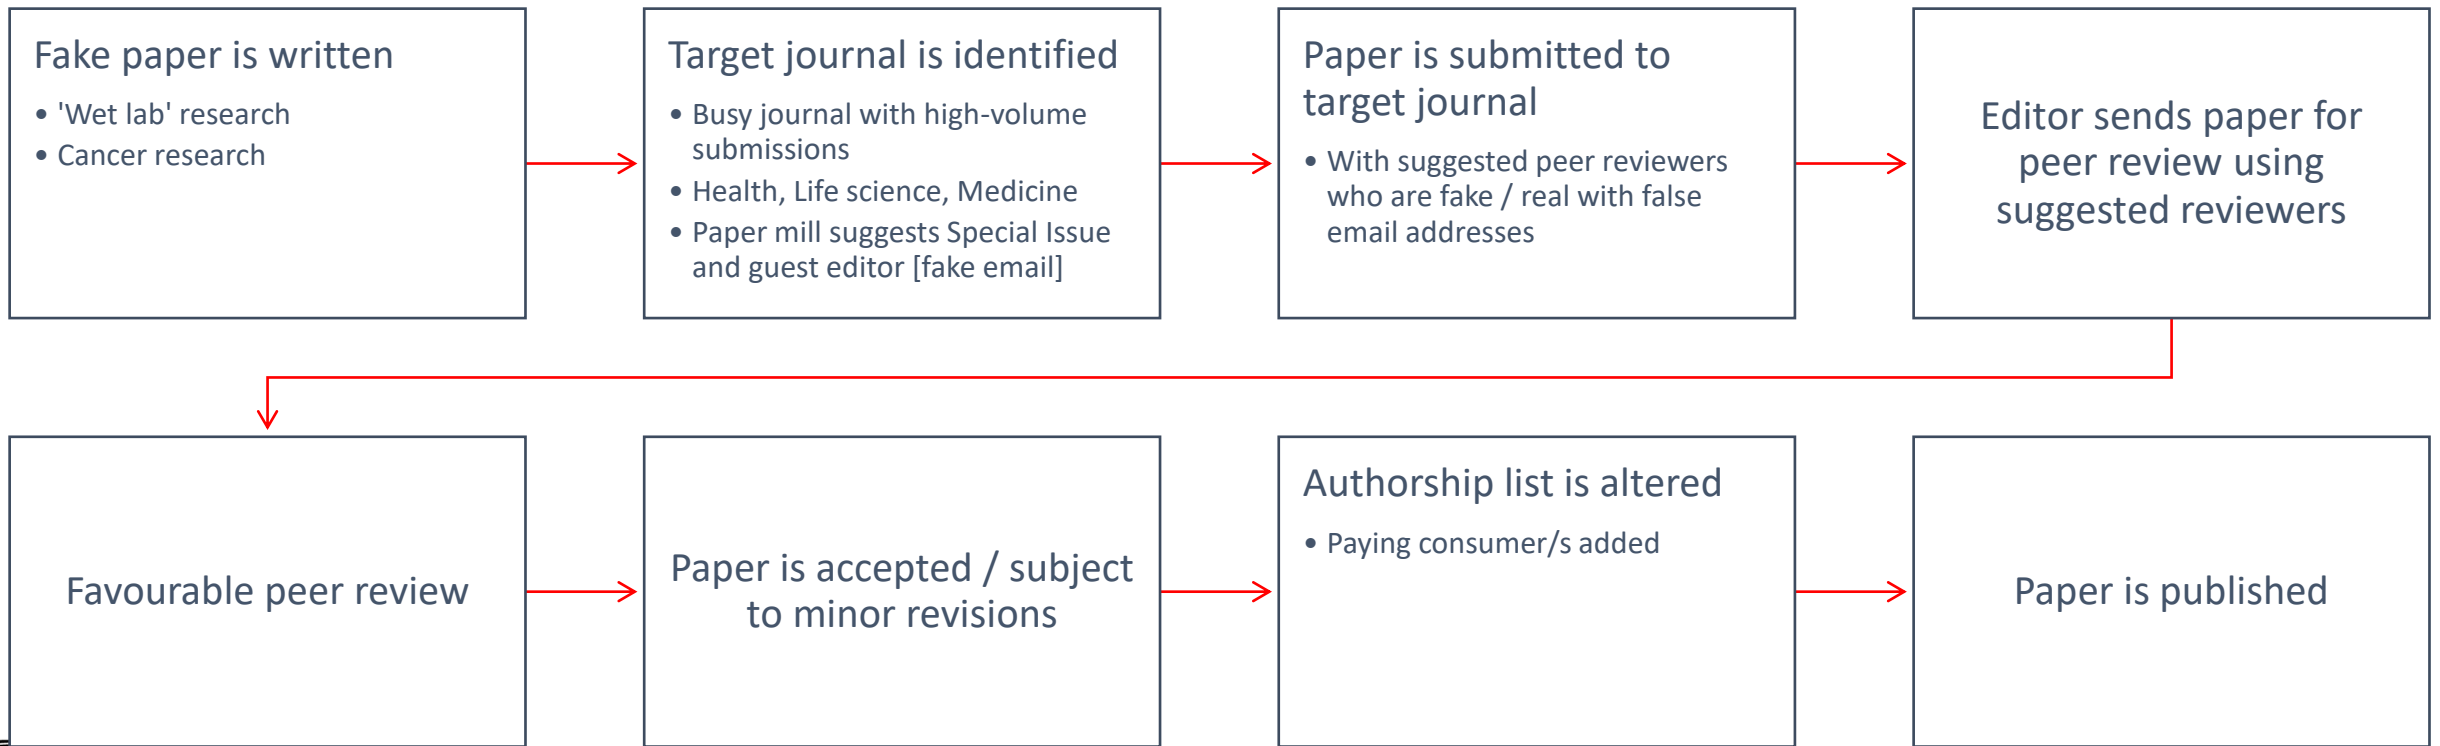 Fake paper is written
• 'Wet lab' research
• Cancer research
Target journal is identified
• Busy journal with high-volume
submissions
• Health, Life science, Medicine
• Paper mill suggests Special Issue
and guest editor [fake email]
Paper is submitted to
target journal
• With suggested peer reviewers
who are fake / real with false
email addresses
Editor sends paper for
peer review using
suggested reviewers
Favourable peer review
Paper is accepted / subject
to minor revisions
Authorship list is altered
• Paying consumer/s added
Paper is published